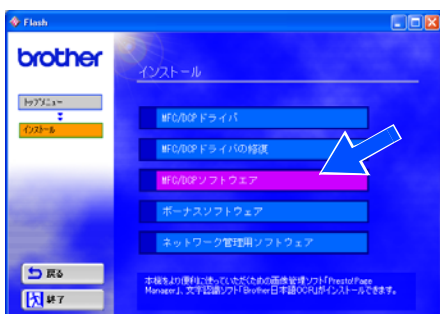 Flash
brother
インストール
トップメニュー
インストール
MFC/DCPドライバ
MFC/DCPドライバの修復
MFC/DCPソフトウエア
ボーナスソフトウェア
ネットワーク管理用ソフトウェア
戻る
終了
本機をより便利に使っていただくための画像管理ソフト「Presto! Page
Manager」、文字認識ソフト「Brother日本語OCR」がインストールできます。